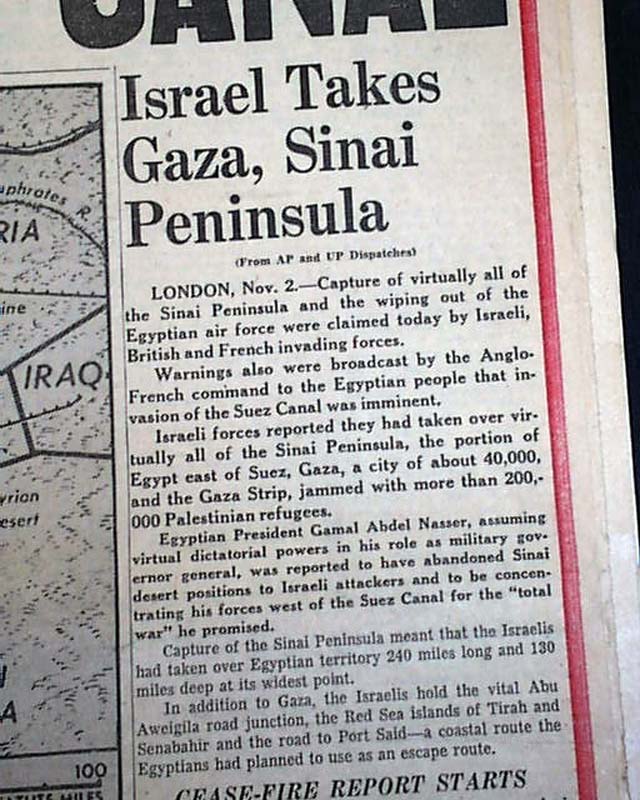 CANAL
Israel Takes
Gaza, Sinai
Peninsula
(From AP and UP Dispatches)
LONDON, Nov. 2.—Capture of virtually all of
the Sinai Peninsula and the wiping out of the
Egyptian air force were claimed today by Israeli,
British and French invading forces.
Warnings also were broadcast by the Anglo-
French command to the Egyptian people that in-
vasion of the Suez Canal was imminent.
Israeli forces reported they had taken over vir-
tually all of the Sinai Peninsula, the portion of
Egypt east of Suez, Gaza, a city of about 40,000,
and the Gaza Strip, jammed with more than 200,-
000 Palestinian refugees.
Egyptian President Gamal Abdel Nasser, assuming
virtual dictatorial powers in his role as military gov-
ernor general, was reported to have abandoned Sinai
desert positions to Israeli attackers and to be concen-
trating his forces west of the Suez Canal for the "total
war" he promised.
Capture of the Sinai Peninsula meant that the Israelis
had taken over Egyptian territory 240 miles long and 130
miles deep at its widest point.
In addition to Gaza, the Israelis hold the vital Abu
Aweigila road junction, the Red Sea islands of Tirah and
Senabahir and the road to Port Said—a coastal route the
Egyptians had planned to use as an escape route.
CEASE-FIRE REPORT STARTS
uphrates R.
RIA
ine
IRAQ
yrian
esert
A
100
TUTE MILES